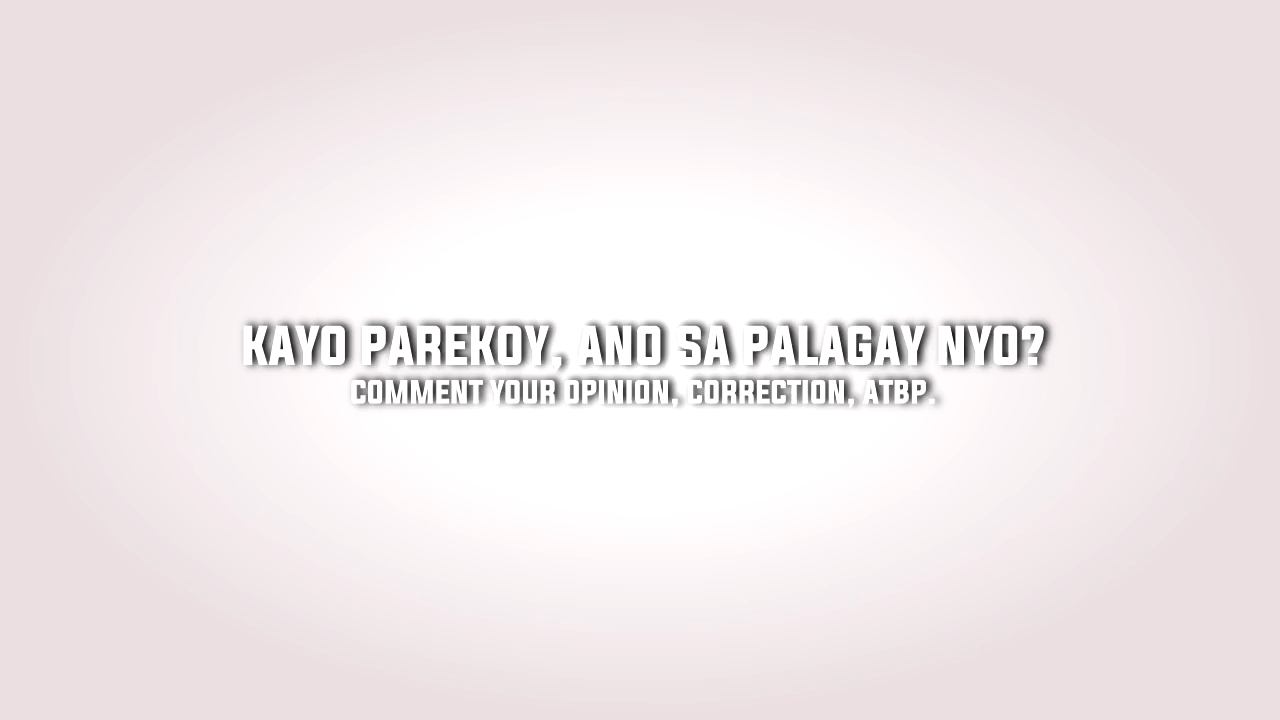 KAYO PAREKOY, ANO SA PALAGAY NYO?
COMMENT YOUR OPINION, CORRECTION, ATBP.